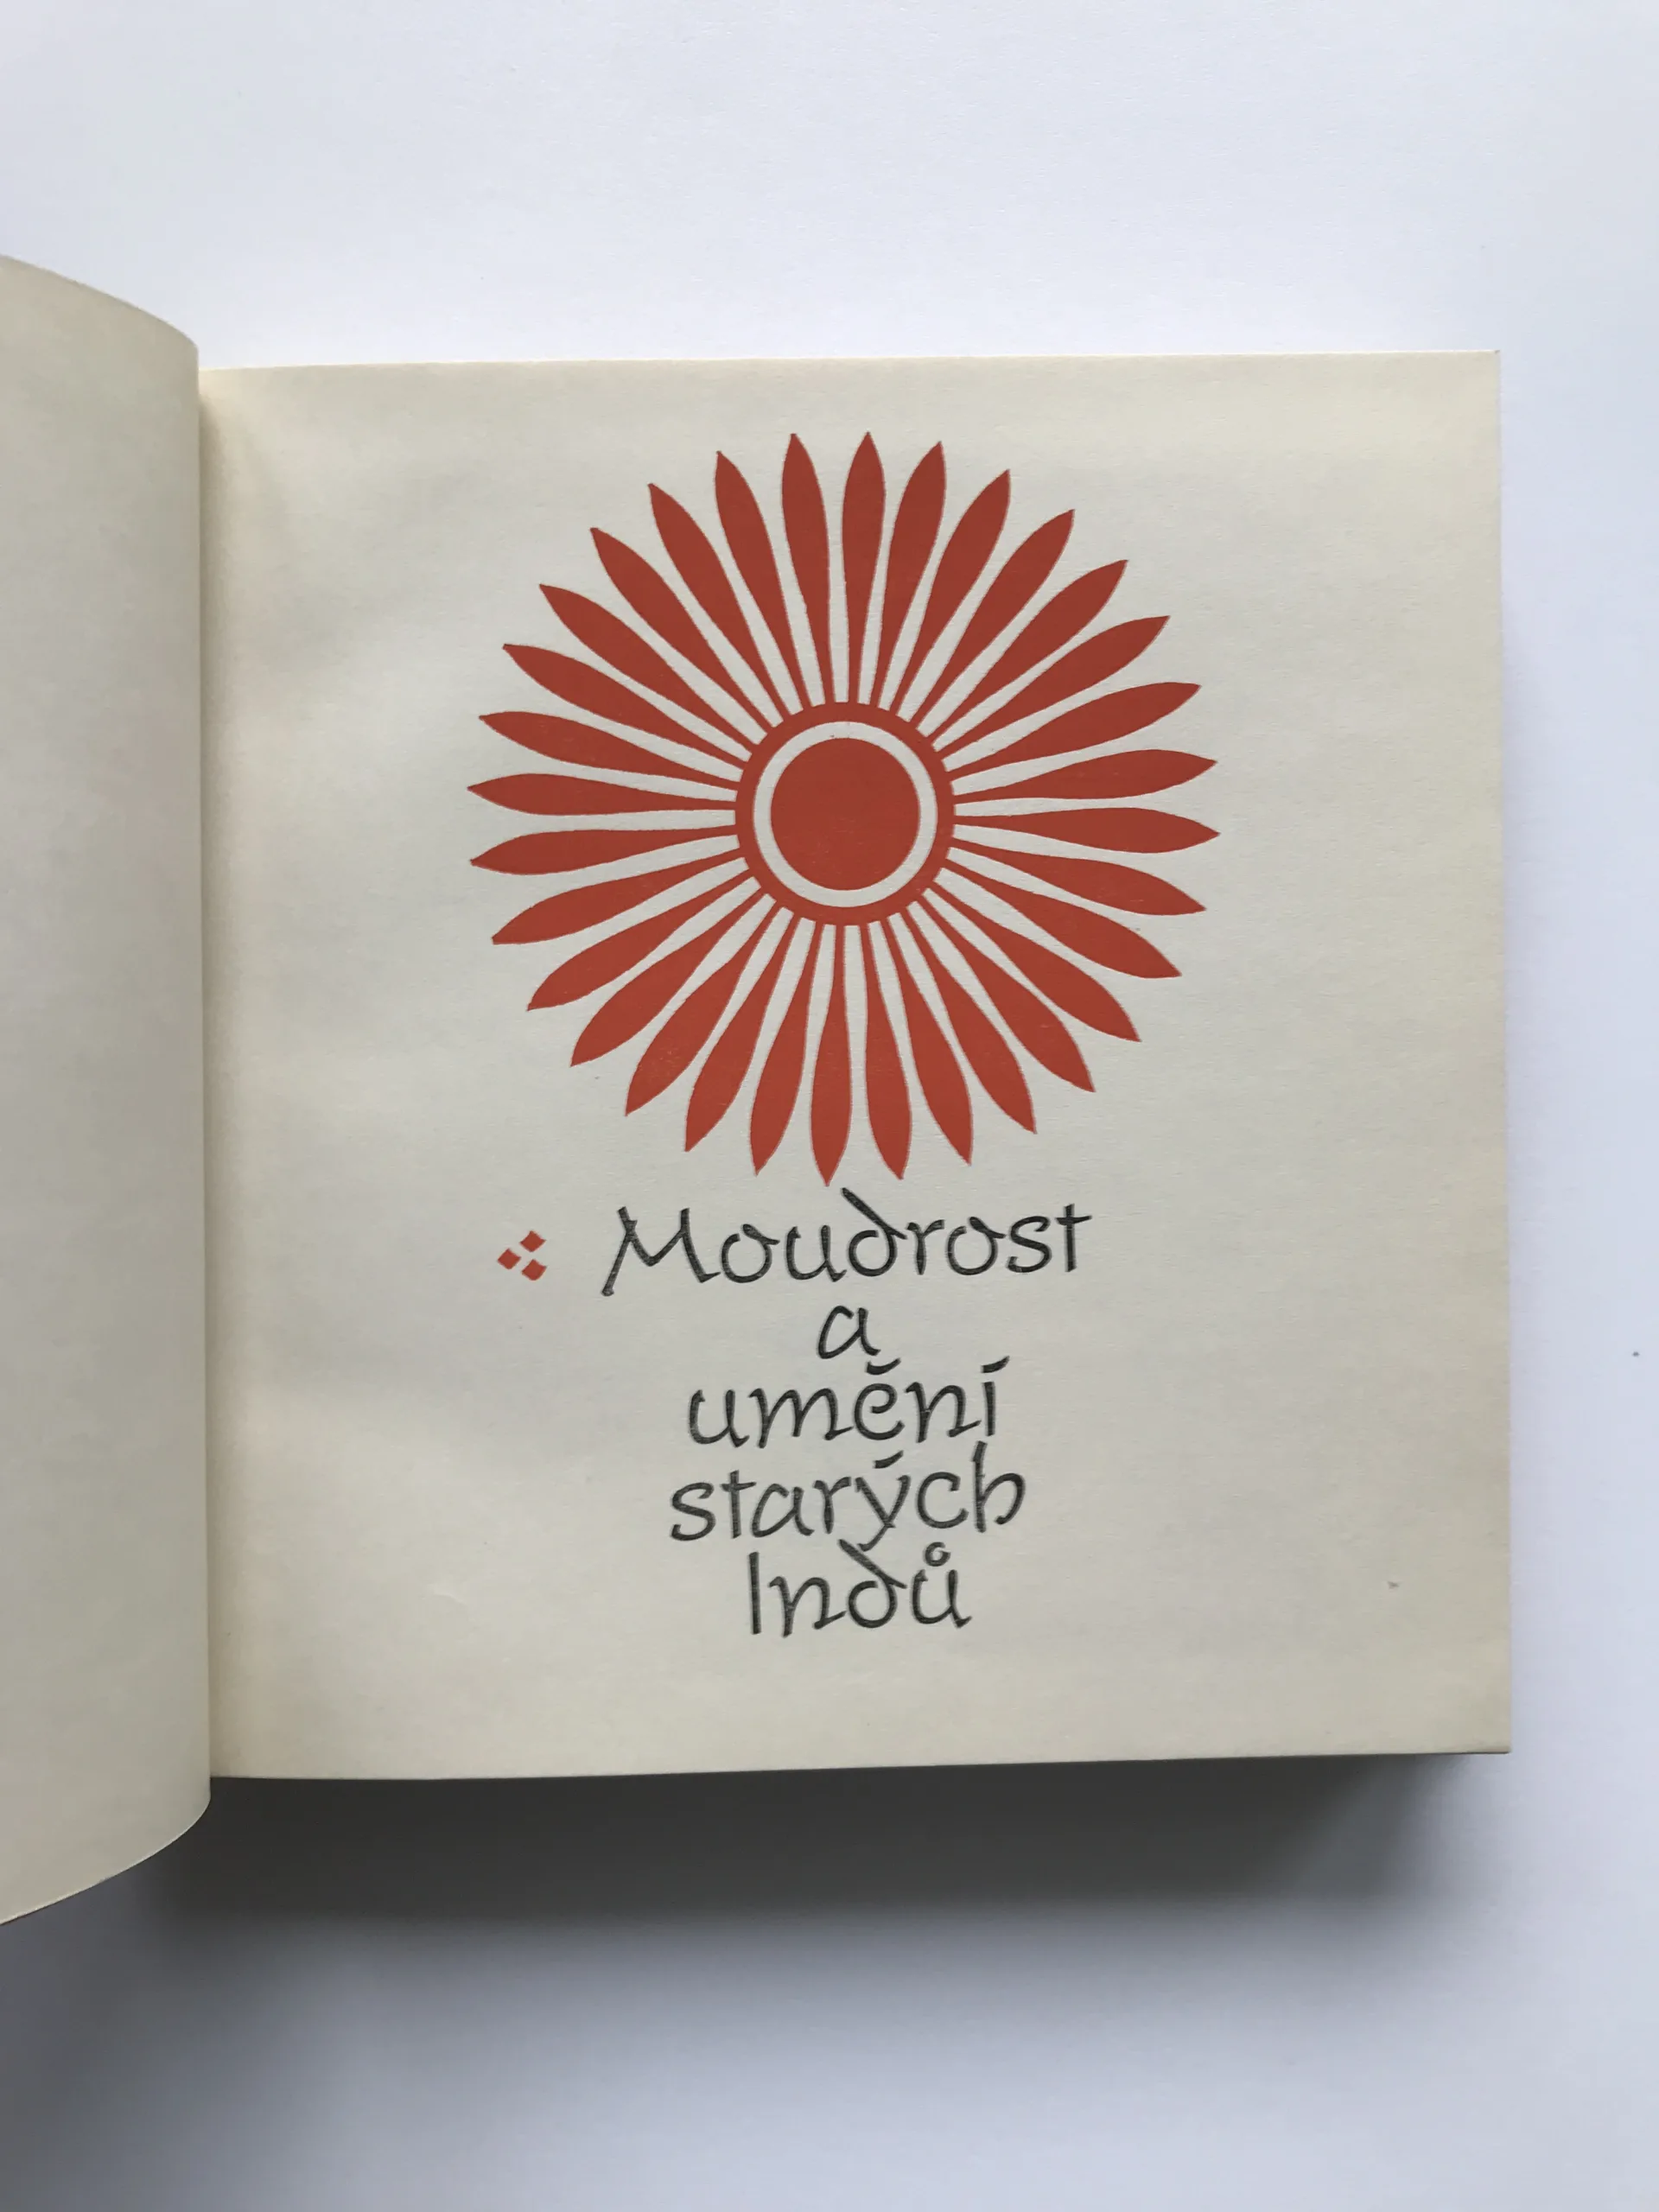 Moudrost
a
umění
starých
Indů